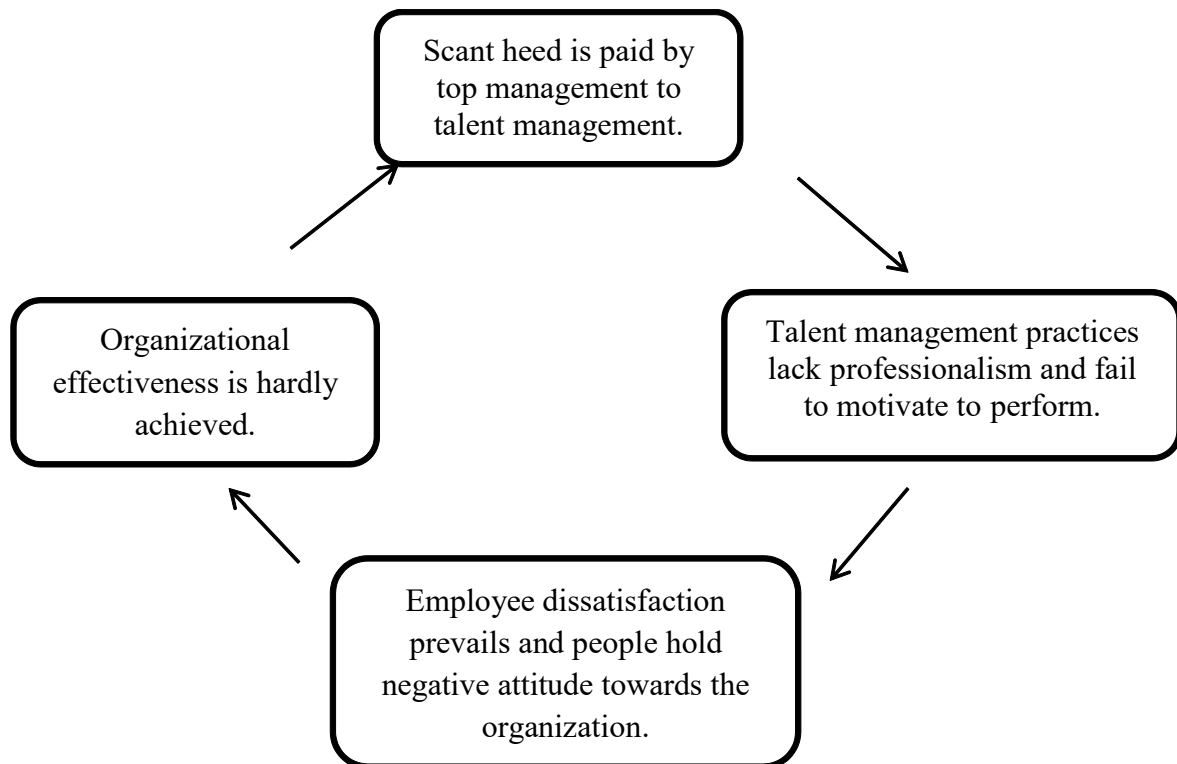 Scant heed is paid by
top management to
talent management.
Talent management practices
lack professionalism and fail
to motivate to perform.
Employee dissatisfaction
prevails and people hold
negative attitude towards the
organization.
Organizational
effectiveness is hardly
achieved.